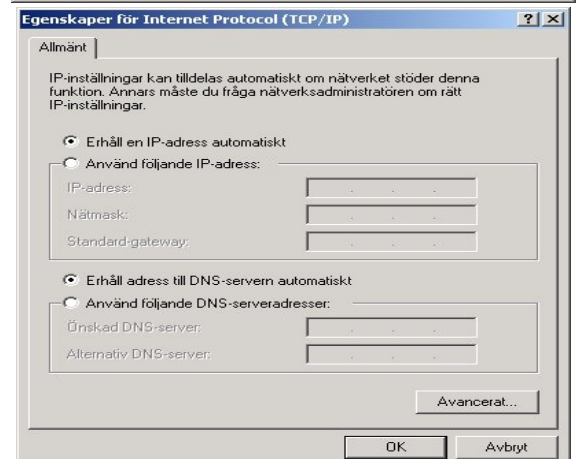 Egenskaper för Internet Protocol (TCP/IP)
Allmänt
IP-inställningar kan tilldelas automatiskt om nätverket stöder denna
funktion. Annars måste du fråga nätverksadministratören om rätt
IP-inställningar.
Erhåll en IP-adress automatiskt
Använd följande IP-adress:
IP-adress:
Nätmask:
Standard-gateway:
Erhåll adress till DNS-servern automatiskt
Använd följande DNS-serveradresser:
Önskad DNS-server:
Alternativ DNS-server:
Avancerat...
OK Avbryt